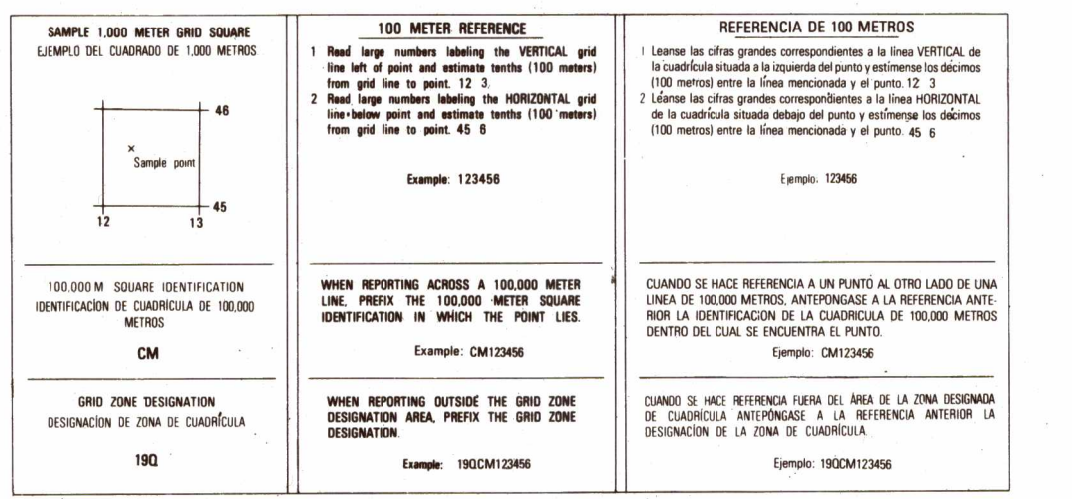 SAMPLE 1,000 METER GRID SQUARE
EJEMPLO DEL CUADRADO DE 1,000 METROS
46
×
Sample point
45
12
13
100 METER REFERENCE
1 Read large numbers labeling the VERTICAL grid
line left of point and estimate tenths (100 meters)
from grid line to point. 12 3,
2 Read large numbers labeling the HORIZONTAL grid
line below point and estimate tenths (100 meters)
from grid line to point. 45 6
Example: 123456
REFERENCIA DE 100 METROS
1 Leanse las cifras grandes correspondientes a la línea VERTICAL de
la cuadrícula situada a la izquierda del punto y estímense los décimos
(100 metros) entre la línea mencionada y el punto. 12 3
2 Léanse las cifras grandes correspondientes a la línea HORIZONTAL
de la cuadrícula situada debajo del punto y estímense los décimos
(100 metros) entre la línea mencionada y el punto. 45 6
Ejemplo: 123456
100,000 M SQUARE IDENTIFICATION
IDENTIFICACÍON DE CUADRÍCULA DE 100,000
METROS
CM
WHEN REPORTING ACROSS A 100,000 METER
LINE, PREFIX THE 100,000 METER SQUARE
IDENTIFICATION IN WHICH THE POINT LIES.
Example: CM123456
CUANDO SE HACE REFERENCIA A UN PUNTO AL OTRO LADO DE UNA
LINEA DE 100,000 METROS, ANTEPONGASE A LA REFERENCIA ANTE-
RIOR LA IDENTIFICACION DE LA CUADRICULA DE 100,000 METROS
DENTRO DEL CUAL SE ENCUENTRA EL PUNTO.
Ejemplo: CM123456
GRID ZONE DESIGNATION
DESIGNACÍON DE ZONA DE CUADRÍCULA
19Q
WHEN REPORTING OUTSIDE THE GRID ZONE
DESIGNATION AREA, PREFIX THE GRID ZONE
DESIGNATION.
Example: 19QCM123456
CUANDO SE HACE REFERENCIA FUERA DEL ÁREA DE LA ZONA DESIGNADA
DE CUADRÍCULA ANTEPÓNGASE A LA REFERENCIA ANTERIOR LA
DESIGNACÍON DE LA ZONA DE CUADRÍCULA.
Ejemplo: 19QCM123456